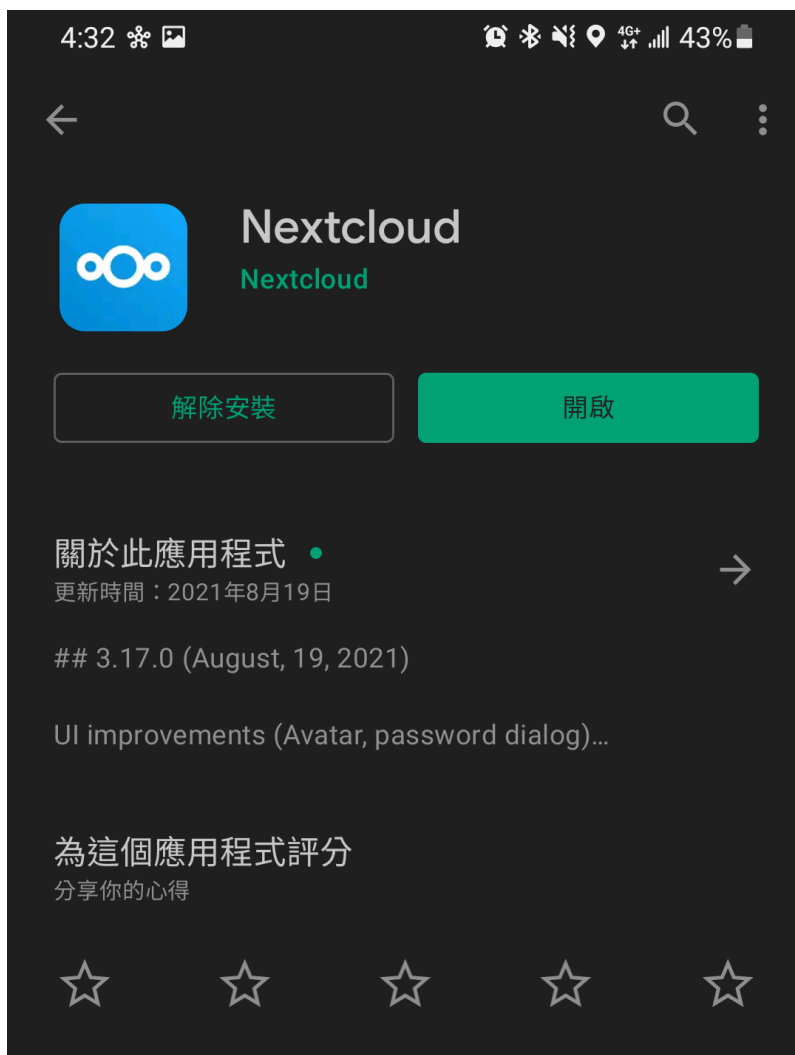 4:32 4G+ 43%
Nextcloud
Nextcloud
解除安裝 開啟
關於此應用程式
更新時間：2021年8月19日
## 3.17.0 (August, 19, 2021)
UI improvements (Avatar, password dialog)...
為這個應用程式評分
分享你的心得